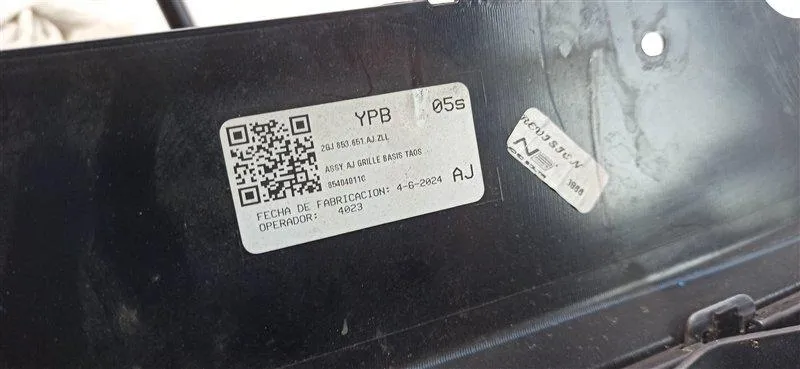 YPB 05s
2GJ.853.651.AJ.ZLL
ASSY AJ GRILLE BASIS TAOS
85404011C
FECHA DE FABRICACION: 4-6-2024 AJ
OPERADOR: 4023
REVISION